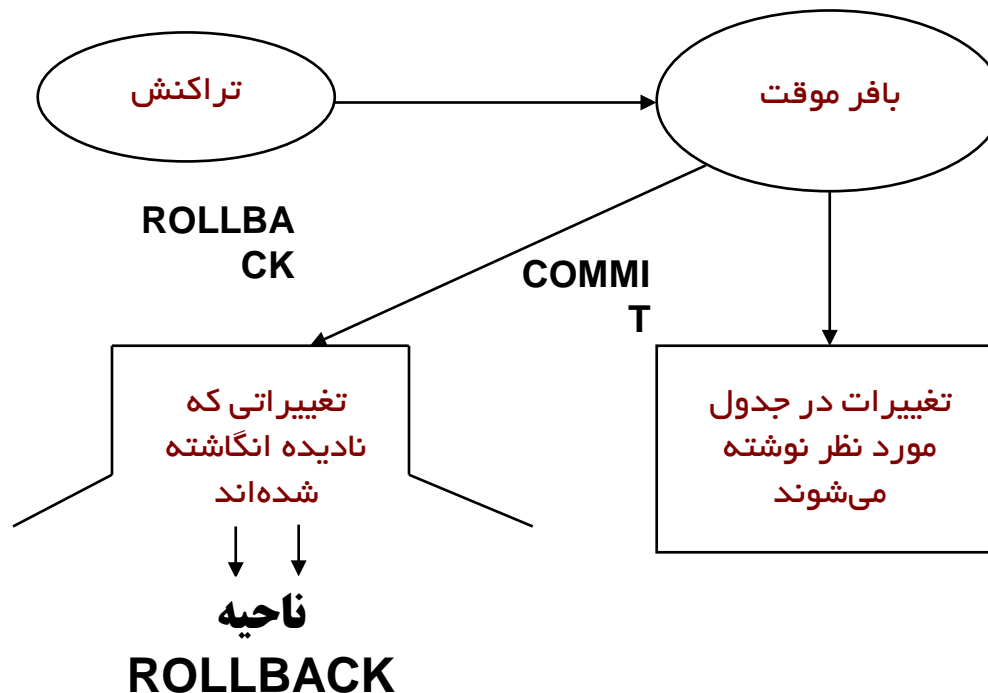 تراکنش
بافر موقت
ROLLBA
CK
COMMI
T
تغییراتی که
نادیده انگاشته
شده‌اند
تغییرات در جدول
مورد نظر نوشته
می‌شوند
ناحیه
ROLLBACK